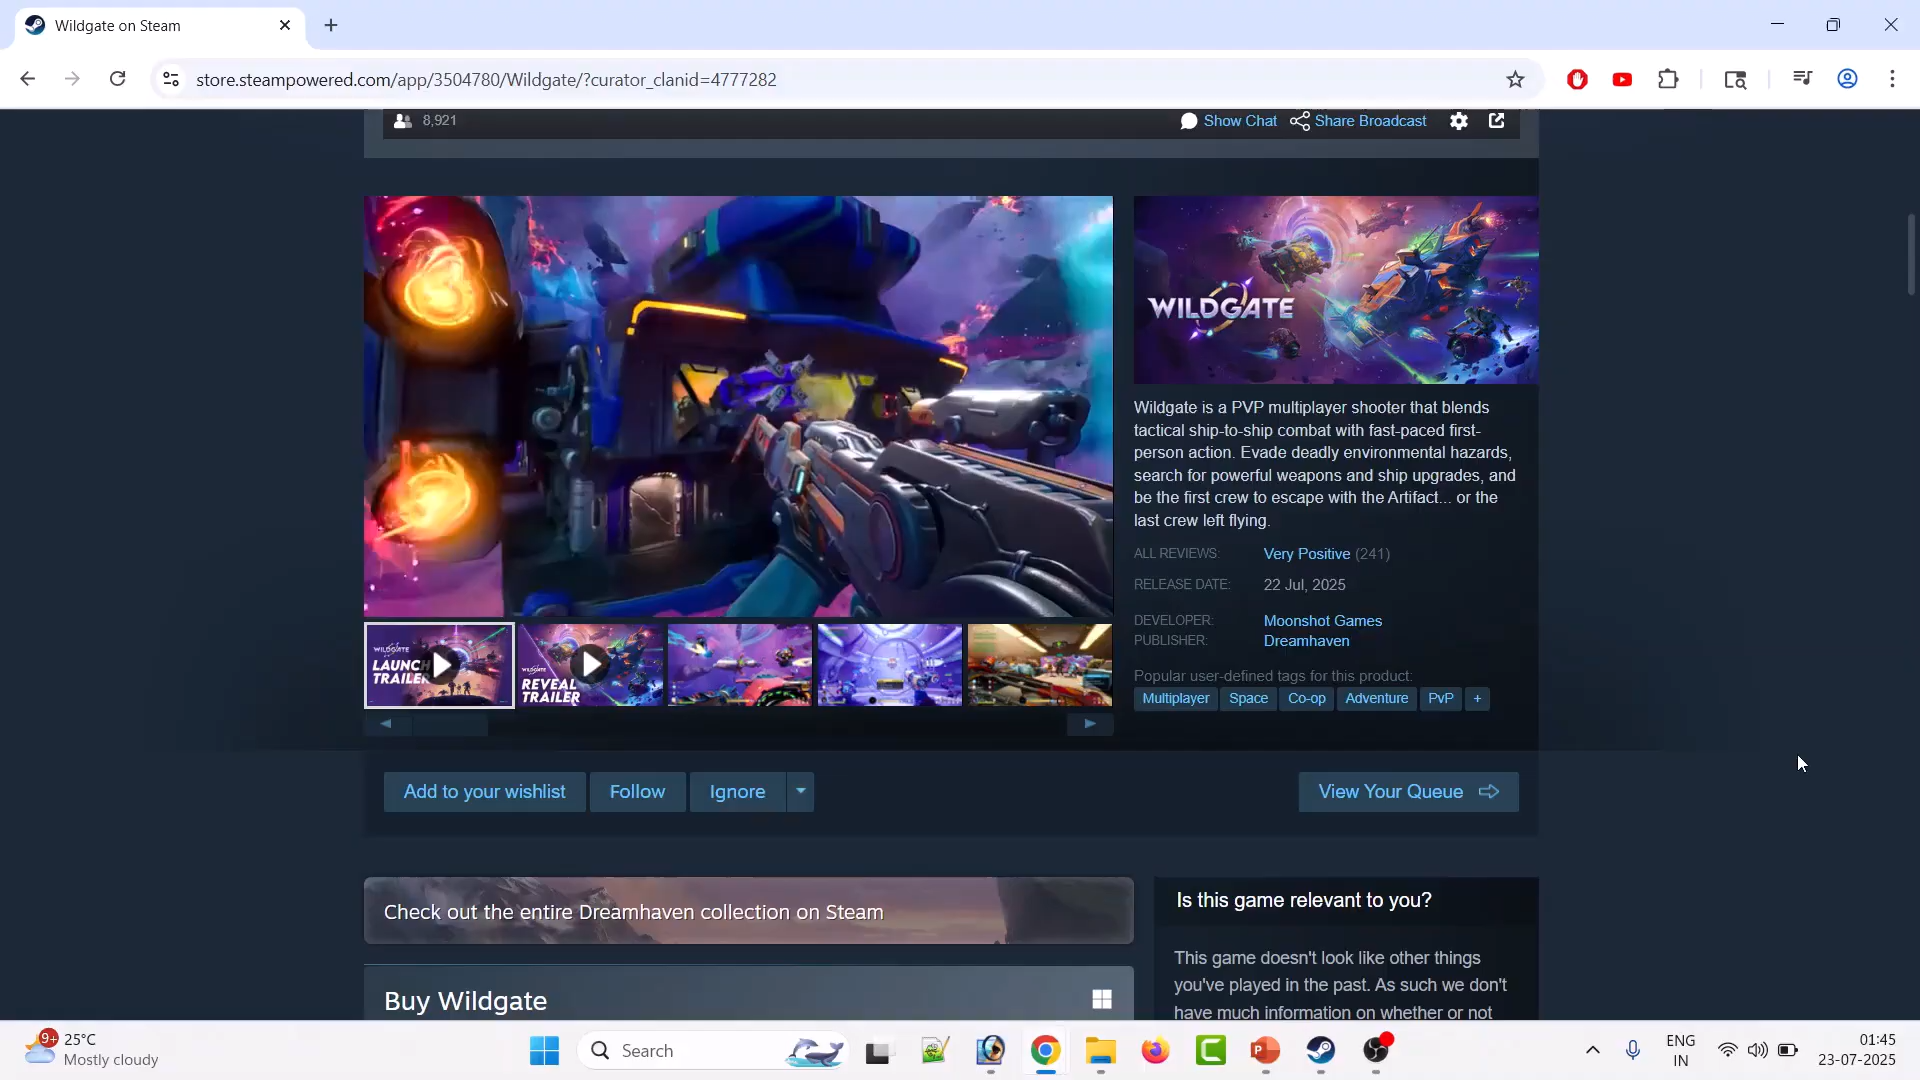 Wildgate on Steam
store.steampowered.com/app/3504780/Wildgate/?curator_clanid=4777282
8,921
Show Chat
Share Broadcast
WILDGATE
Wildgate is a PVP multiplayer shooter that blends
tactical ship-to-ship combat with fast-paced first-
person action. Evade deadly environmental hazards,
search for powerful weapons and ship upgrades, and
be the first crew to escape with the Artifact... or the
last crew left flying.
ALL REVIEWS: Very Positive (241)
RELEASE DATE: 22 Jul, 2025
DEVELOPER: Moonshot Games
PUBLISHER: Dreamhaven
Popular user-defined tags for this product:
Multiplayer Space Co-op Adventure PvP +
WILDGATE
LAUNCH
TRAILER
WILDGATE
REVEAL
TRAILER
Add to your wishlist
Follow
Ignore
View Your Queue
Check out the entire Dreamhaven collection on Steam
Is this game relevant to you?
This game doesn't look like other things
you've played in the past. As such we don't
have much information on whether or not
Buy Wildgate
9+
25°C
Mostly cloudy
Search
ENG
IN
01:45
23-07-2025